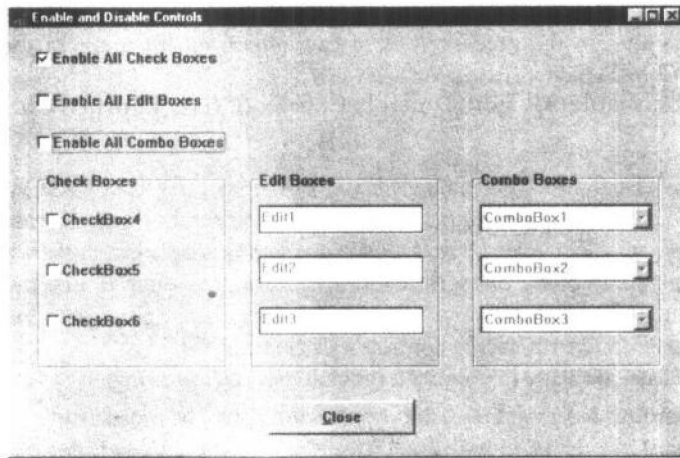 Enable and Disable Controls
Enable All Check Boxes
Enable All Edit Boxes
Enable All Combo Boxes
Check Boxes
CheckBox4
CheckBox5
CheckBox6
Edit Boxes
Edit1
Edit2
Edit3
Combo Boxes
ComboBox1
ComboBox2
ComboBox3
Close